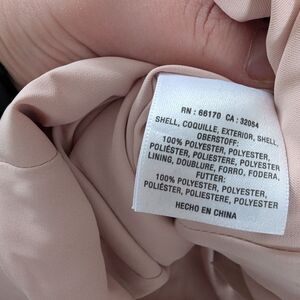 RN : 66170 CA : 32054
SHELL, COQUILLE, EXTERIOR, SHELL,
OBERSTOFF:
100% POLYESTER, POLYESTER,
POLIÉSTER, POLIESTERE, POLYESTER
LINING, DOUBLURE, FORRO, FODERA,
FUTTER:
100% POLYESTER, POLYESTER,
POLIÉSTER, POLIESTERE, POLYESTER
HECHO EN CHINA